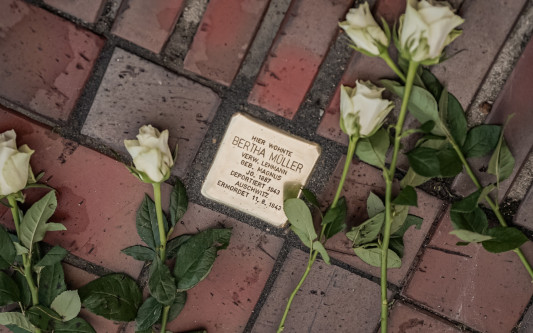 HIER WOHNTE
BERTHA MÜLLER
VERW. LEHMANN
GEB. MAGNUS
JG. 1887
DEPORTIERT 1943
AUSCHWITZ
ERMORDET 11.8.1943